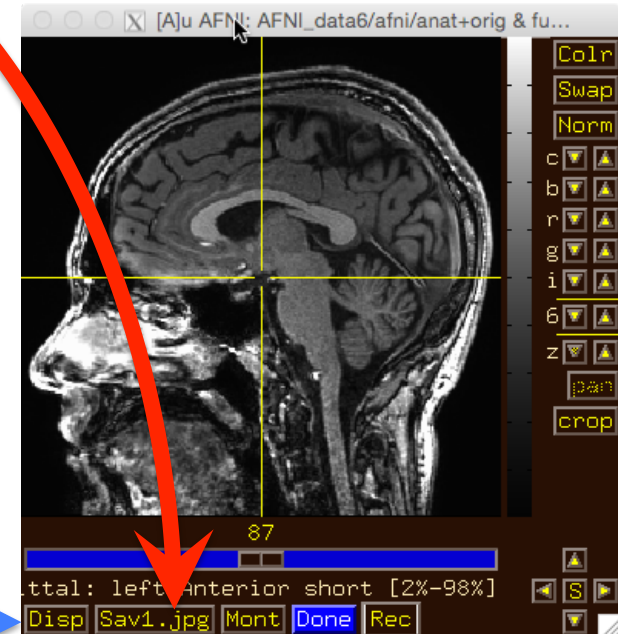 [A]u AFNI: AFNI_data6/afni/anat+orig & fu...
Colr
Swap
Norm
c
b
r
g
i
6
z
pan
crop
87
ttal: left=Anterior short [2%-98%]
S
Disp Sav1.jpg Mont Done Rec